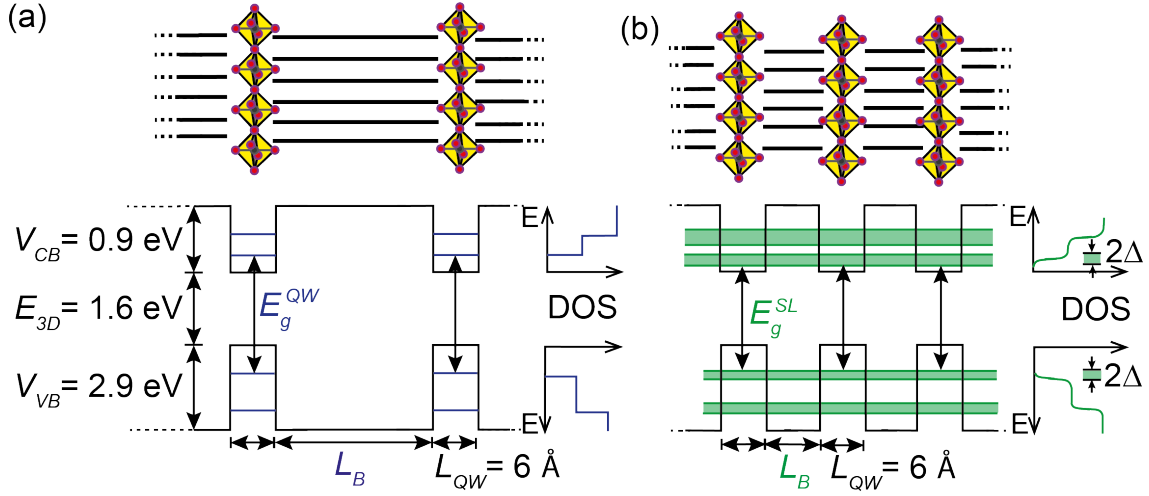 (a)
(b)
V_CB = 0.9 eV
E_3D = 1.6 eV
V_VB = 2.9 eV
E_g^QW
E
DOS
E
L_B
L_QW = 6 Å
E_g^SL
E
2Δ
DOS
2Δ
E
L_B
L_QW = 6 Å